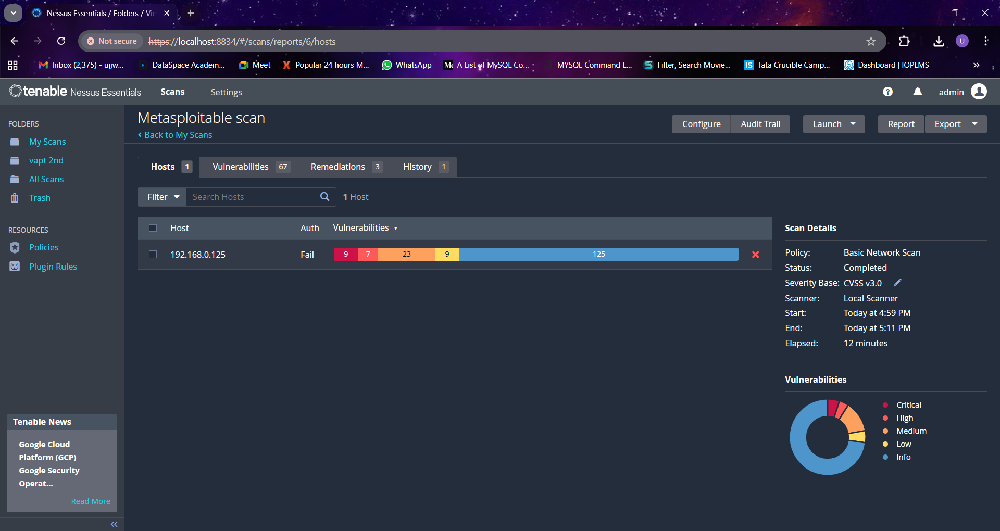 Nessus Essentials / Folders / Vie
Not secure https://localhost:8834/#/scans/reports/6/hosts U
Inbox (2,375) - ujjw... DataSpace Academ... Meet Popular 24 hours M... WhatsApp A List of MySQL Co... MYSQL Command L... Filter, Search Movie... IS Tata Crucible Camp... Dashboard | IOPLMS »
tenable Nessus Essentials Scans Settings ? admin
FOLDERS
My Scans
vapt 2nd
All Scans
Trash
RESOURCES
Policies
Plugin Rules
Tenable News
Google Cloud
Platform (GCP)
Google Security
Operat...
Read More
Metasploitable scan
‹ Back to My Scans
Configure Audit Trail Launch Report Export
Hosts 1 Vulnerabilities 67 Remediations 3 History 1
Filter Search Hosts 1 Host
Host Auth Vulnerabilities
192.168.0.125 Fail 9 7 23 9 125
Scan Details
Policy: Basic Network Scan
Status: Completed
Severity Base: CVSS v3.0
Scanner: Local Scanner
Start: Today at 4:59 PM
End: Today at 5:11 PM
Elapsed: 12 minutes
Vulnerabilities
Critical
High
Medium
Low
Info